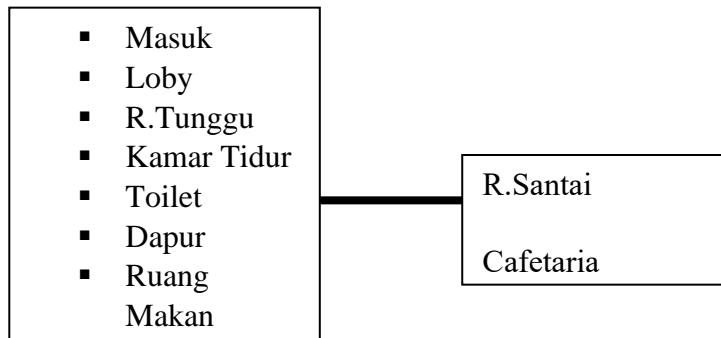 ▪ Masuk
▪ Loby
▪ R.Tunggu
▪ Kamar Tidur
▪ Toilet
▪ Dapur
▪ Ruang
Makan
R.Santai
Cafetaria